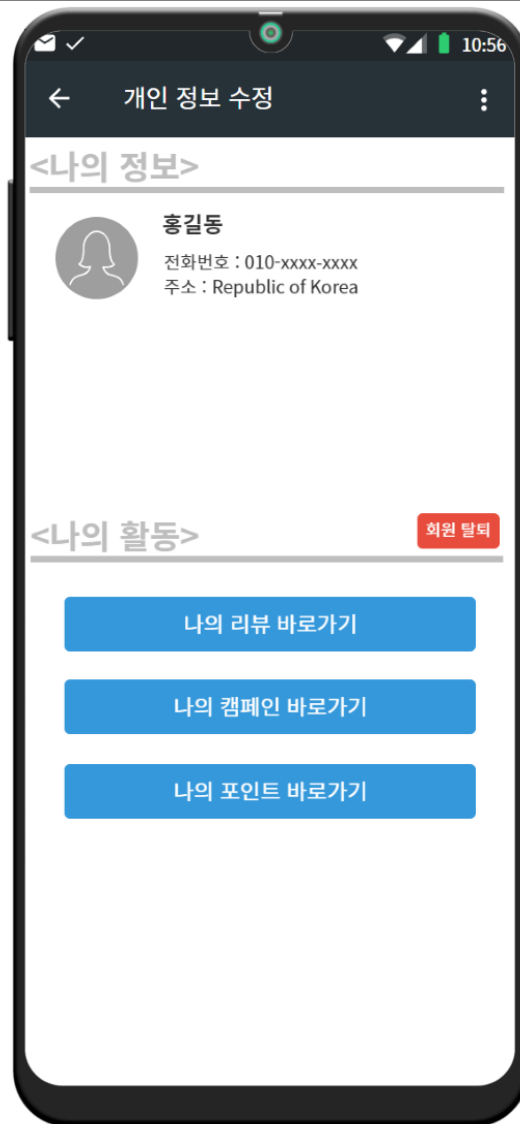 10:56
개인 정보 수정
<나의 정보>
홍길동
전화번호 : 010-xxxx-xxxx
주소 : Republic of Korea
<나의 활동>
회원 탈퇴
나의 리뷰 바로가기
나의 캠페인 바로가기
나의 포인트 바로가기